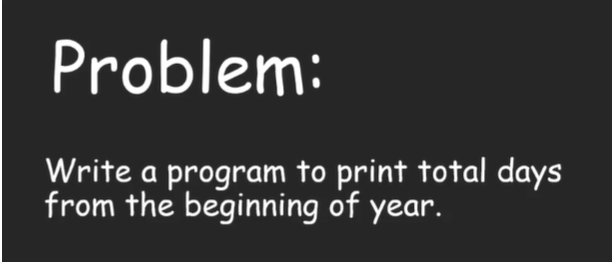 Problem:
Write a program to print total days
from the beginning of year.